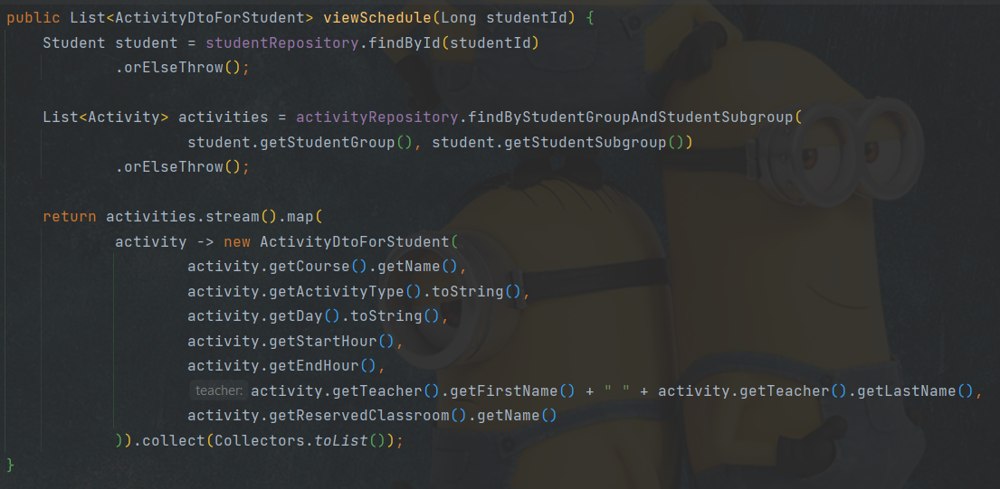 public List<ActivityDtoForStudent> viewSchedule(Long studentId) {
Student student = studentRepository.findById(studentId)
.orElseThrow();
List<Activity> activities = activityRepository.findByStudentGroupAndStudentSubgroup(
student.getStudentGroup(), student.getStudentSubgroup())
.orElseThrow();
return activities.stream().map(
activity -> new ActivityDtoForStudent(
activity.getCourse().getName(),
activity.getActivityType().toString(),
activity.getDay().toString(),
activity.getStartHour(),
activity.getEndHour(),
teacher: activity.getTeacher().getFirstName() + " " + activity.getTeacher().getLastName(),
activity.getReservedClassroom().getName()
)).collect(Collectors.toList());
}